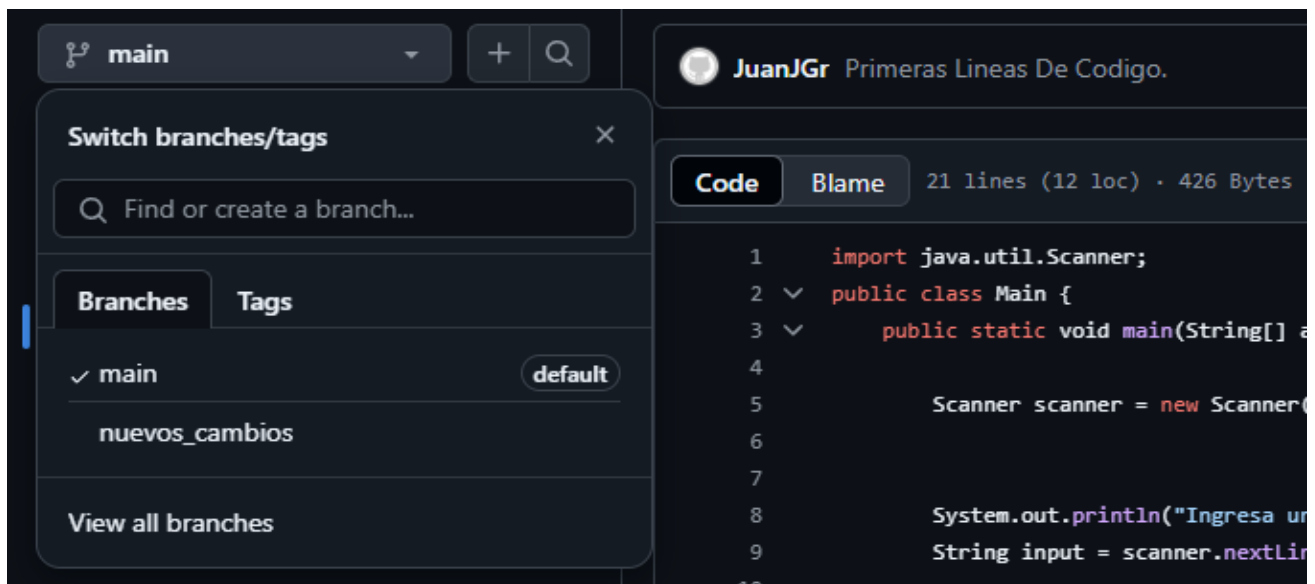 main
Switch branches/tags
Find or create a branch...
Branches Tags
main default
nuevos_cambios
View all branches
JuanJGr Primeras Lineas De Codigo.
Code Blame 21 lines (12 loc) · 426 Bytes
1 import java.util.Scanner;
2 public class Main {
3 public static void main(String[] a
4
5 Scanner scanner = new Scanner(
6
7
8 System.out.println("Ingresa un
9 String input = scanner.nextLin